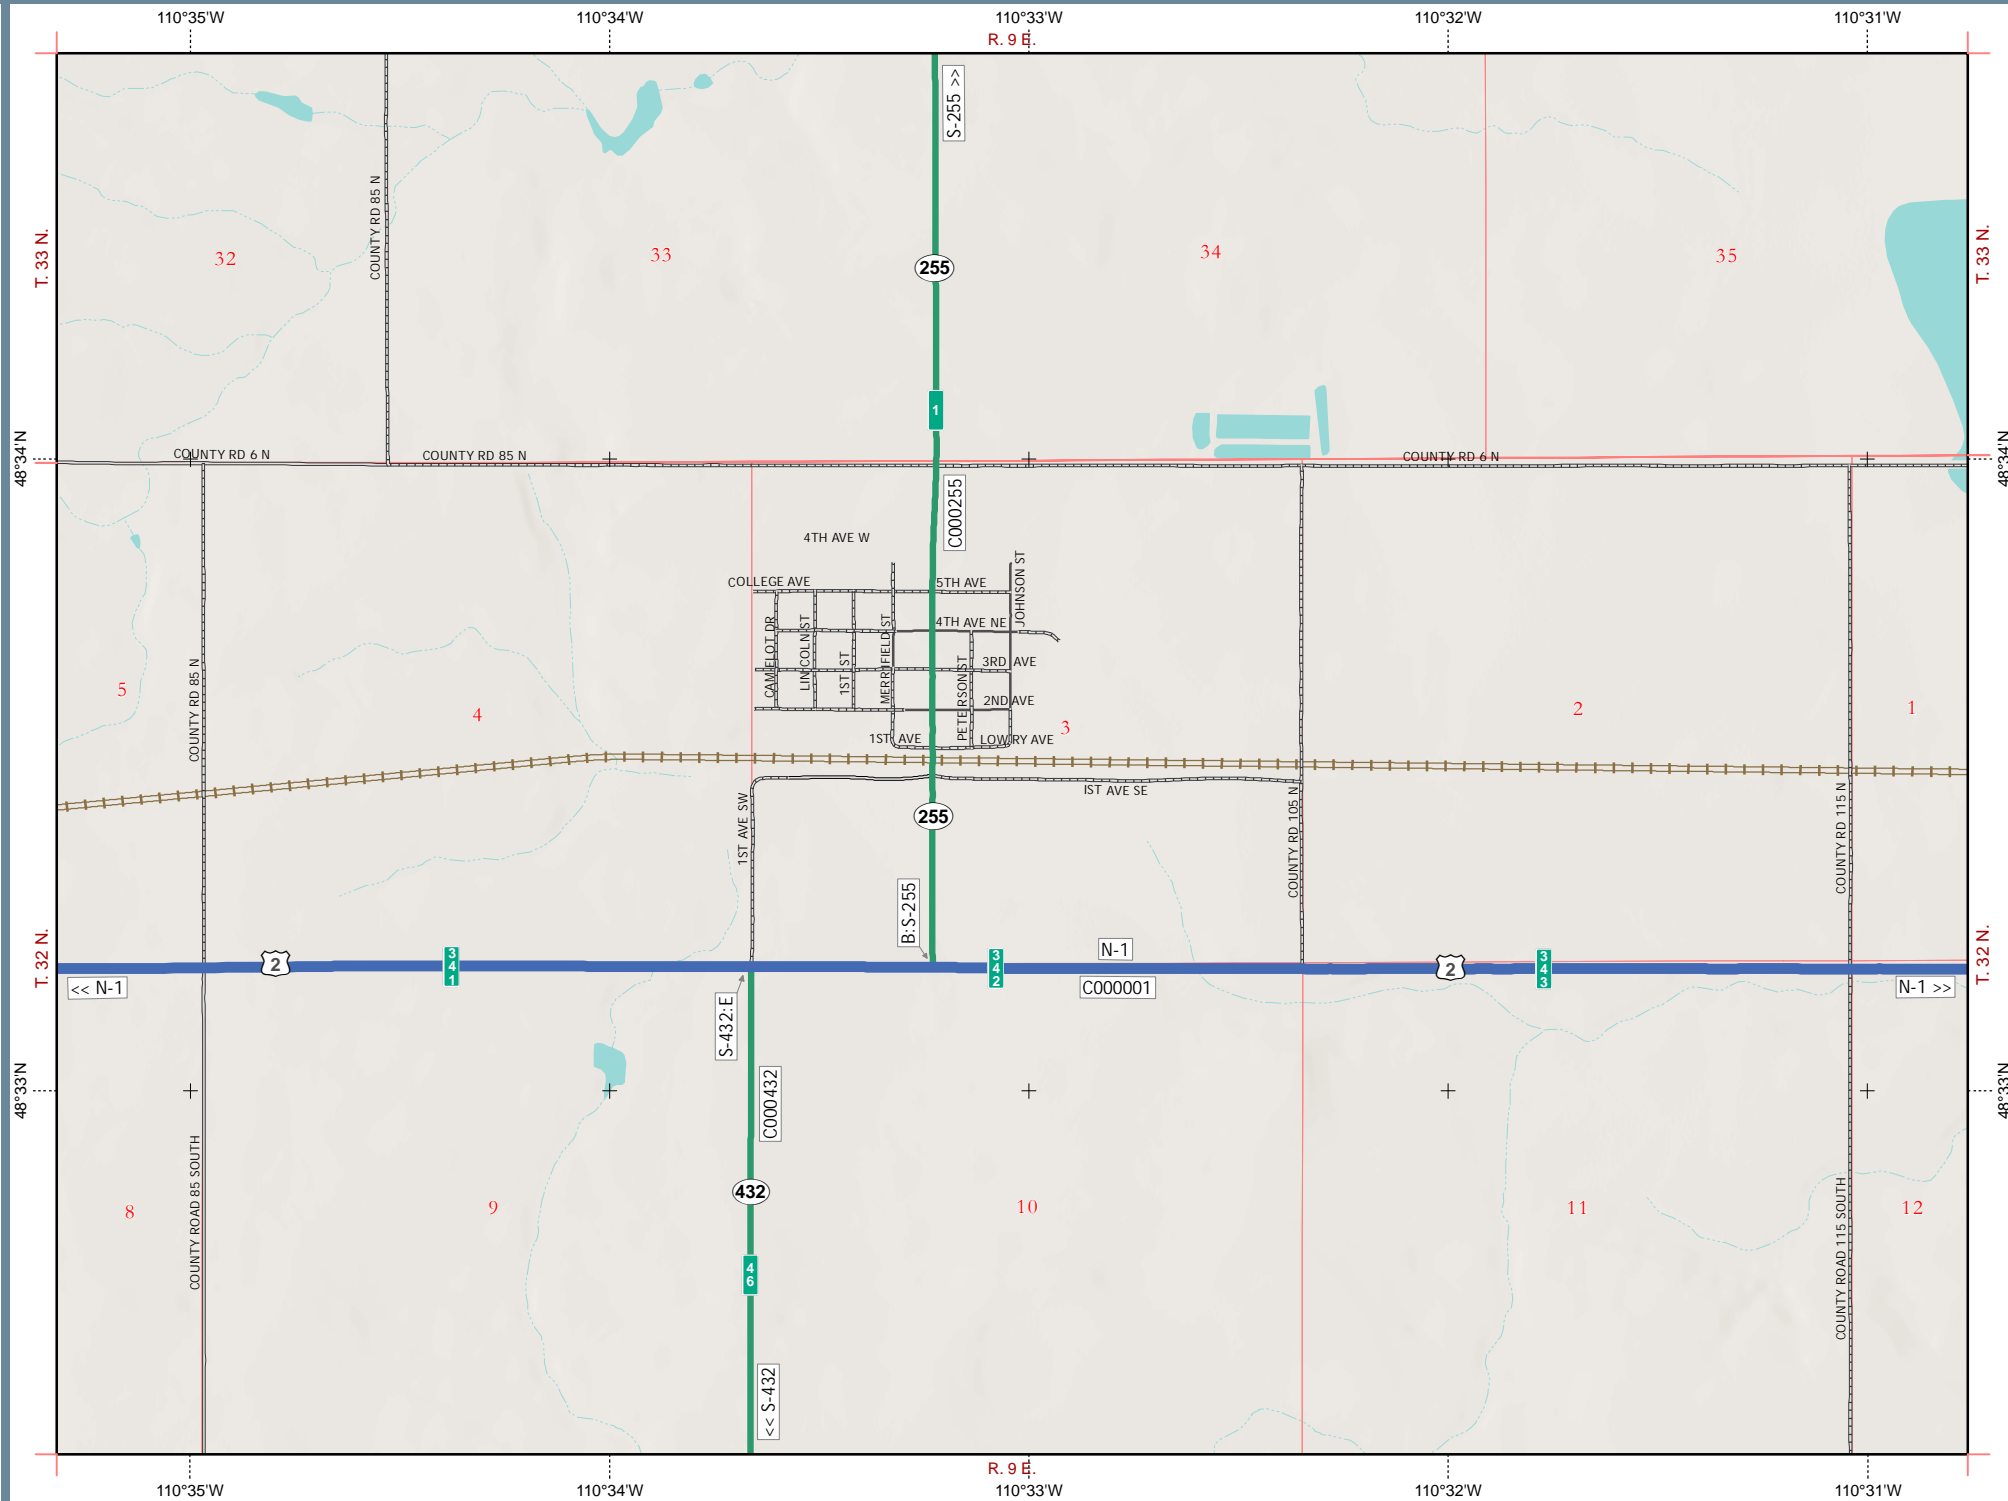 110°35'W
110°34'W
110°33'W
110°32'W
110°31'W
R. 9 E.
S-255 >>
COUNTY RD 85 N
T. 33 N.
32
33
34
35
T. 33 N.
255
1
48°34'N
COUNTY RD 6 N
COUNTY RD 85 N
COUNTY RD 6 N
48°34'N
C000255
4TH AVE W
COLLEGE AVE
5TH AVE
JOHNSON ST
4TH AVE NE
CAMELOT DR
LINCOLN ST
1ST ST
MERRIFIELD ST
PETERSON ST
3RD AVE
2ND AVE
1ST AVE
LOWRY AVE
COUNTY RD 85 N
5
4
3
2
1
1ST AVE SW
IST AVE SE
255
COUNTY RD 105 N
COUNTY RD 115 N
B:S-255
T. 32 N.
2
341
342
N-1
2
343
T. 32 N.
<< N-1
C000001
N-1 >>
S-432:E
48°33'N
C000432
48°33'N
COUNTY ROAD 85 SOUTH
432
8
9
10
11
12
COUNTY ROAD 115 SOUTH
46
<< S-432
R. 9 E.
110°35'W
110°34'W
110°33'W
110°32'W
110°31'W